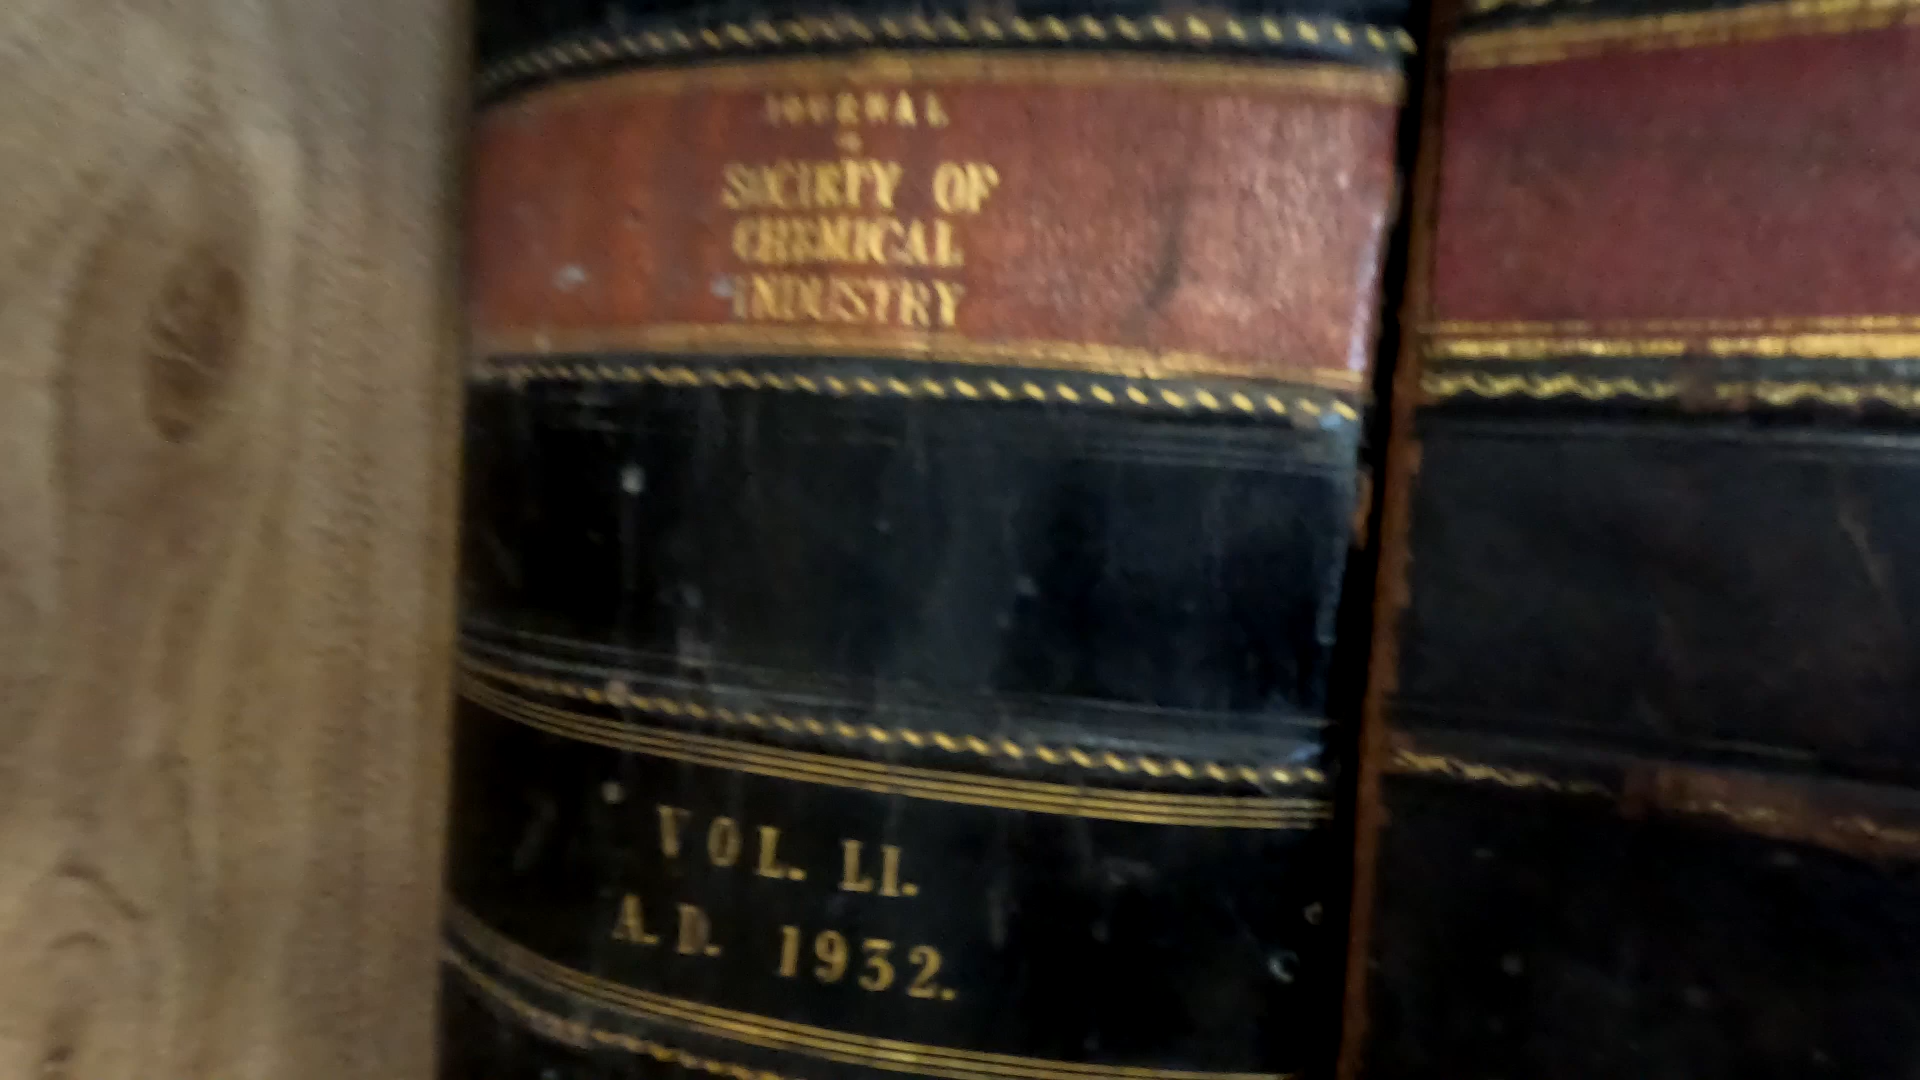 JOURNAL
SOCIETY OF
CHEMICAL
INDUSTRY
VOL. LI.
A.D. 1932.